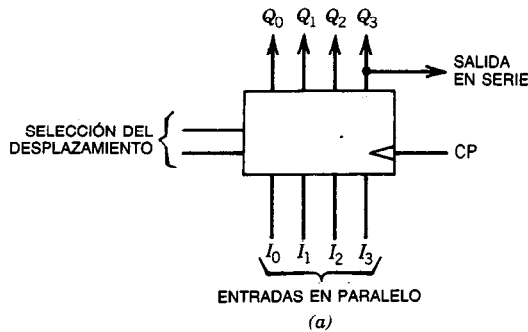 Q0 Q1 Q2 Q3
SALIDA
EN SERIE
SELECCIÓN DEL
DESPLAZAMIENTO
CP
I0 I1 I2 I3
ENTRADAS EN PARALELO
(a)